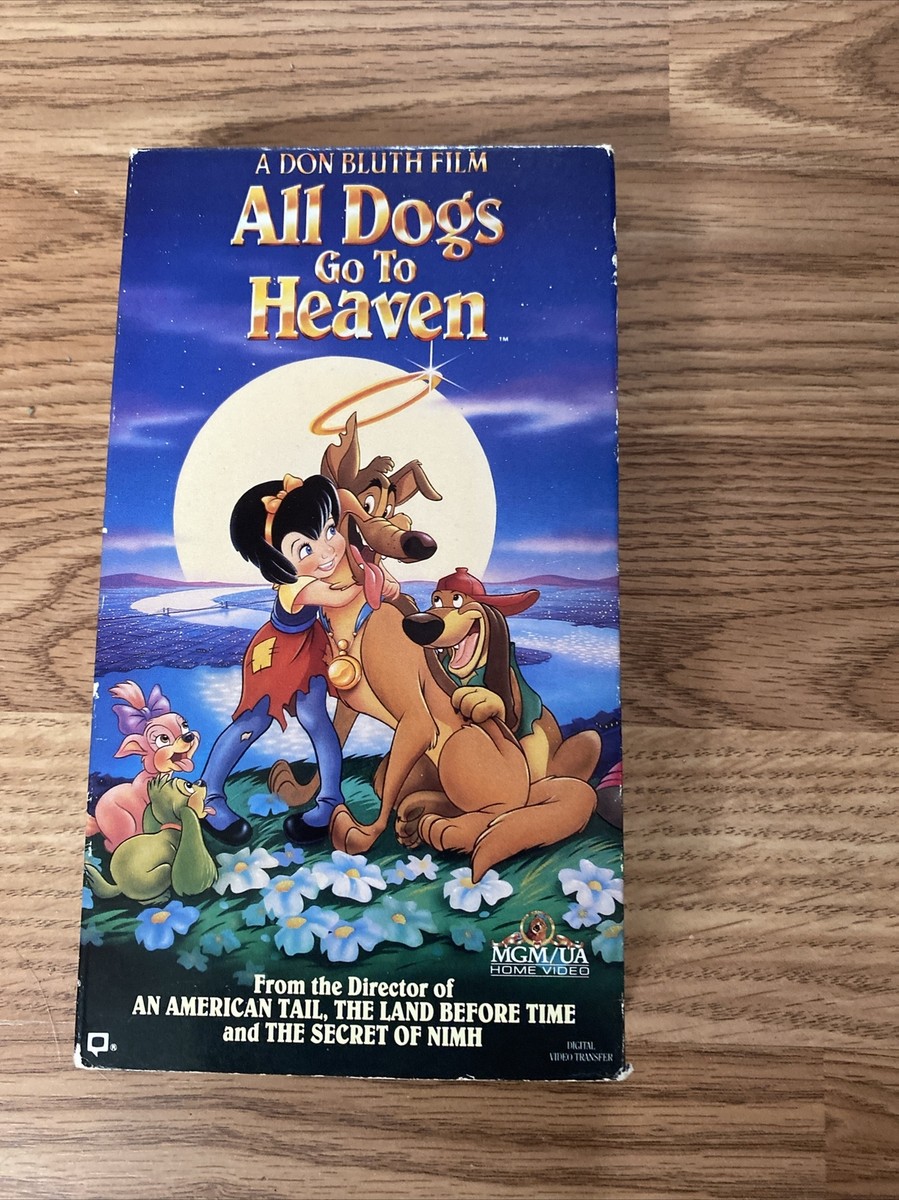 A DON BLUTH FILM
All Dogs
Go To
Heaven
™
MGM/UA
HOME VIDEO
From the Director of
AN AMERICAN TAIL, THE LAND BEFORE TIME
and THE SECRET OF NIMH
®
DIGITAL
VIDEO TRANSFER